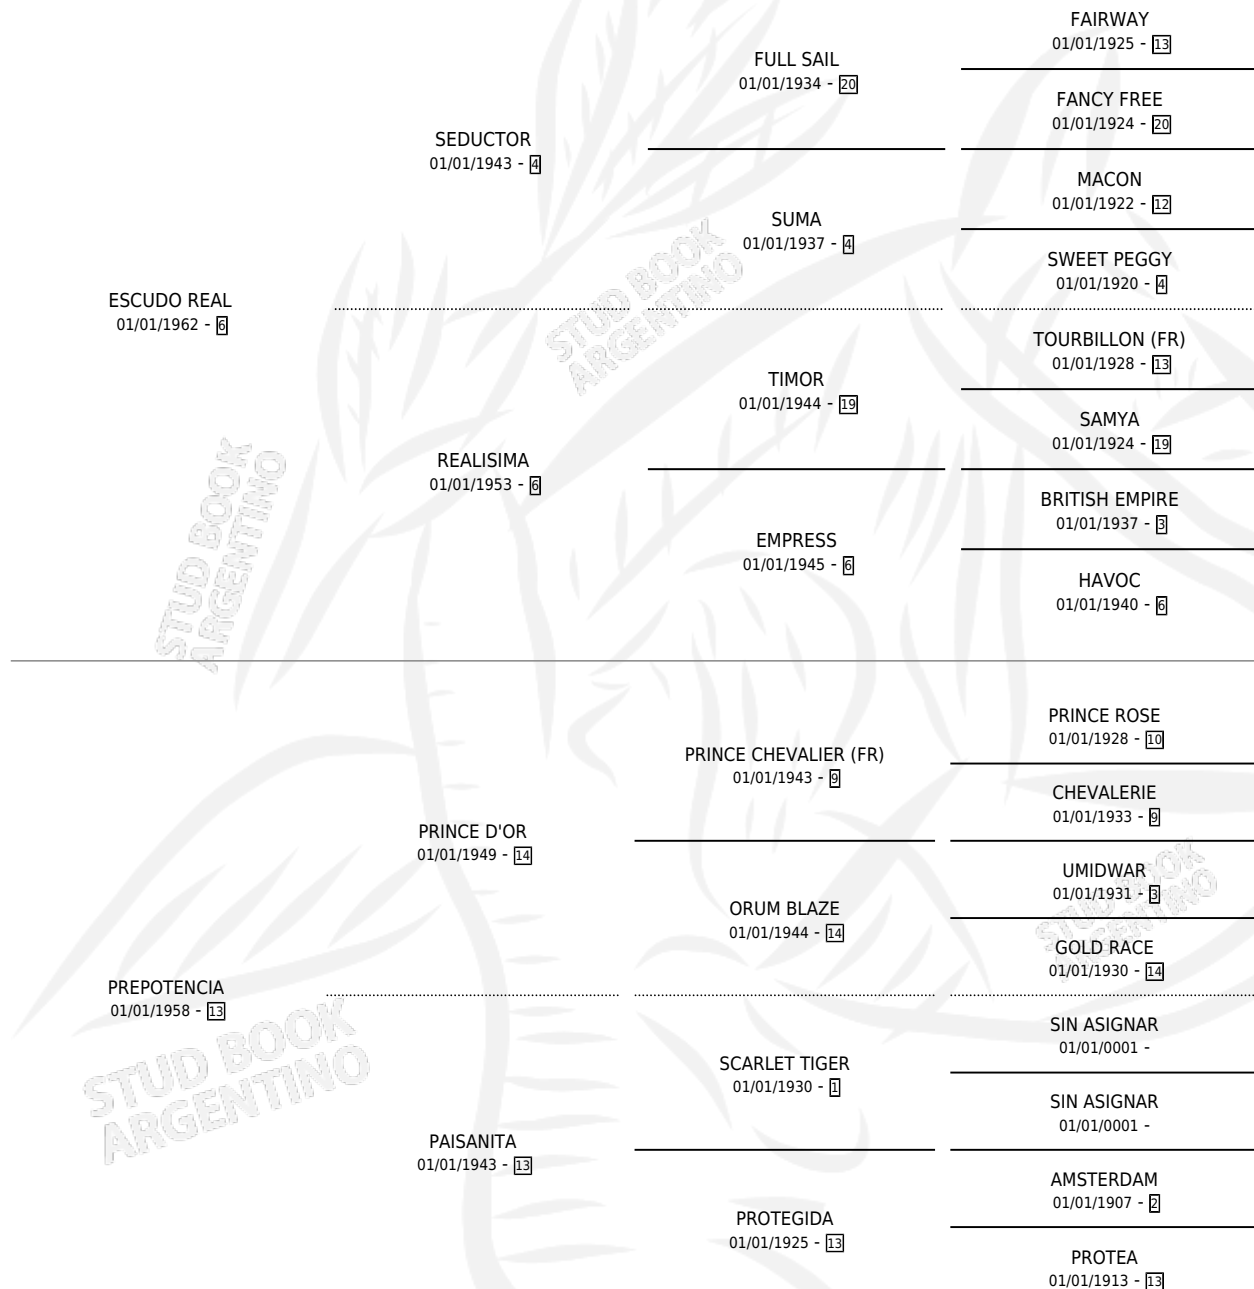 FAIRWAY
01/01/1925 - 13
FULL SAIL
01/01/1934 - 20
FANCY FREE
01/01/1924 - 20
SEDUCTOR
01/01/1943 - 4
MACON
01/01/1922 - 12
SUMA
01/01/1937 - 4
SWEET PEGGY
01/01/1920 - 4
ESCUDO REAL
01/01/1962 - 6
STUD BOOK
ARGENTINO
TOURBILLON (FR)
01/01/1928 - 13
TIMOR
01/01/1944 - 19
SAMYA
01/01/1924 - 19
REALISIMA
01/01/1953 - 6
BRITISH EMPIRE
01/01/1937 - 3
EMPRESS
01/01/1945 - 6
HAVOC
01/01/1940 - 6
STUD BOOK
ARGENTINO
PRINCE ROSE
01/01/1928 - 10
PRINCE CHEVALIER (FR)
01/01/1943 - 9
CHEVALERIE
01/01/1933 - 9
PRINCE D'OR
01/01/1949 - 14
UMIDWAR
01/01/1931 - 3
ORUM BLAZE
01/01/1944 - 14
STUD BOOK
ARGENTINO
GOLD RACE
01/01/1930 - 14
PREPOTENCIA
01/01/1958 - 13
STUD BOOK
ARGENTINO
SIN ASIGNAR
01/01/0001 -
SCARLET TIGER
01/01/1930 - 1
SIN ASIGNAR
01/01/0001 -
PAISANITA
01/01/1943 - 13
AMSTERDAM
01/01/1907 - 2
PROTEGIDA
01/01/1925 - 13
PROTEA
01/01/1913 - 13